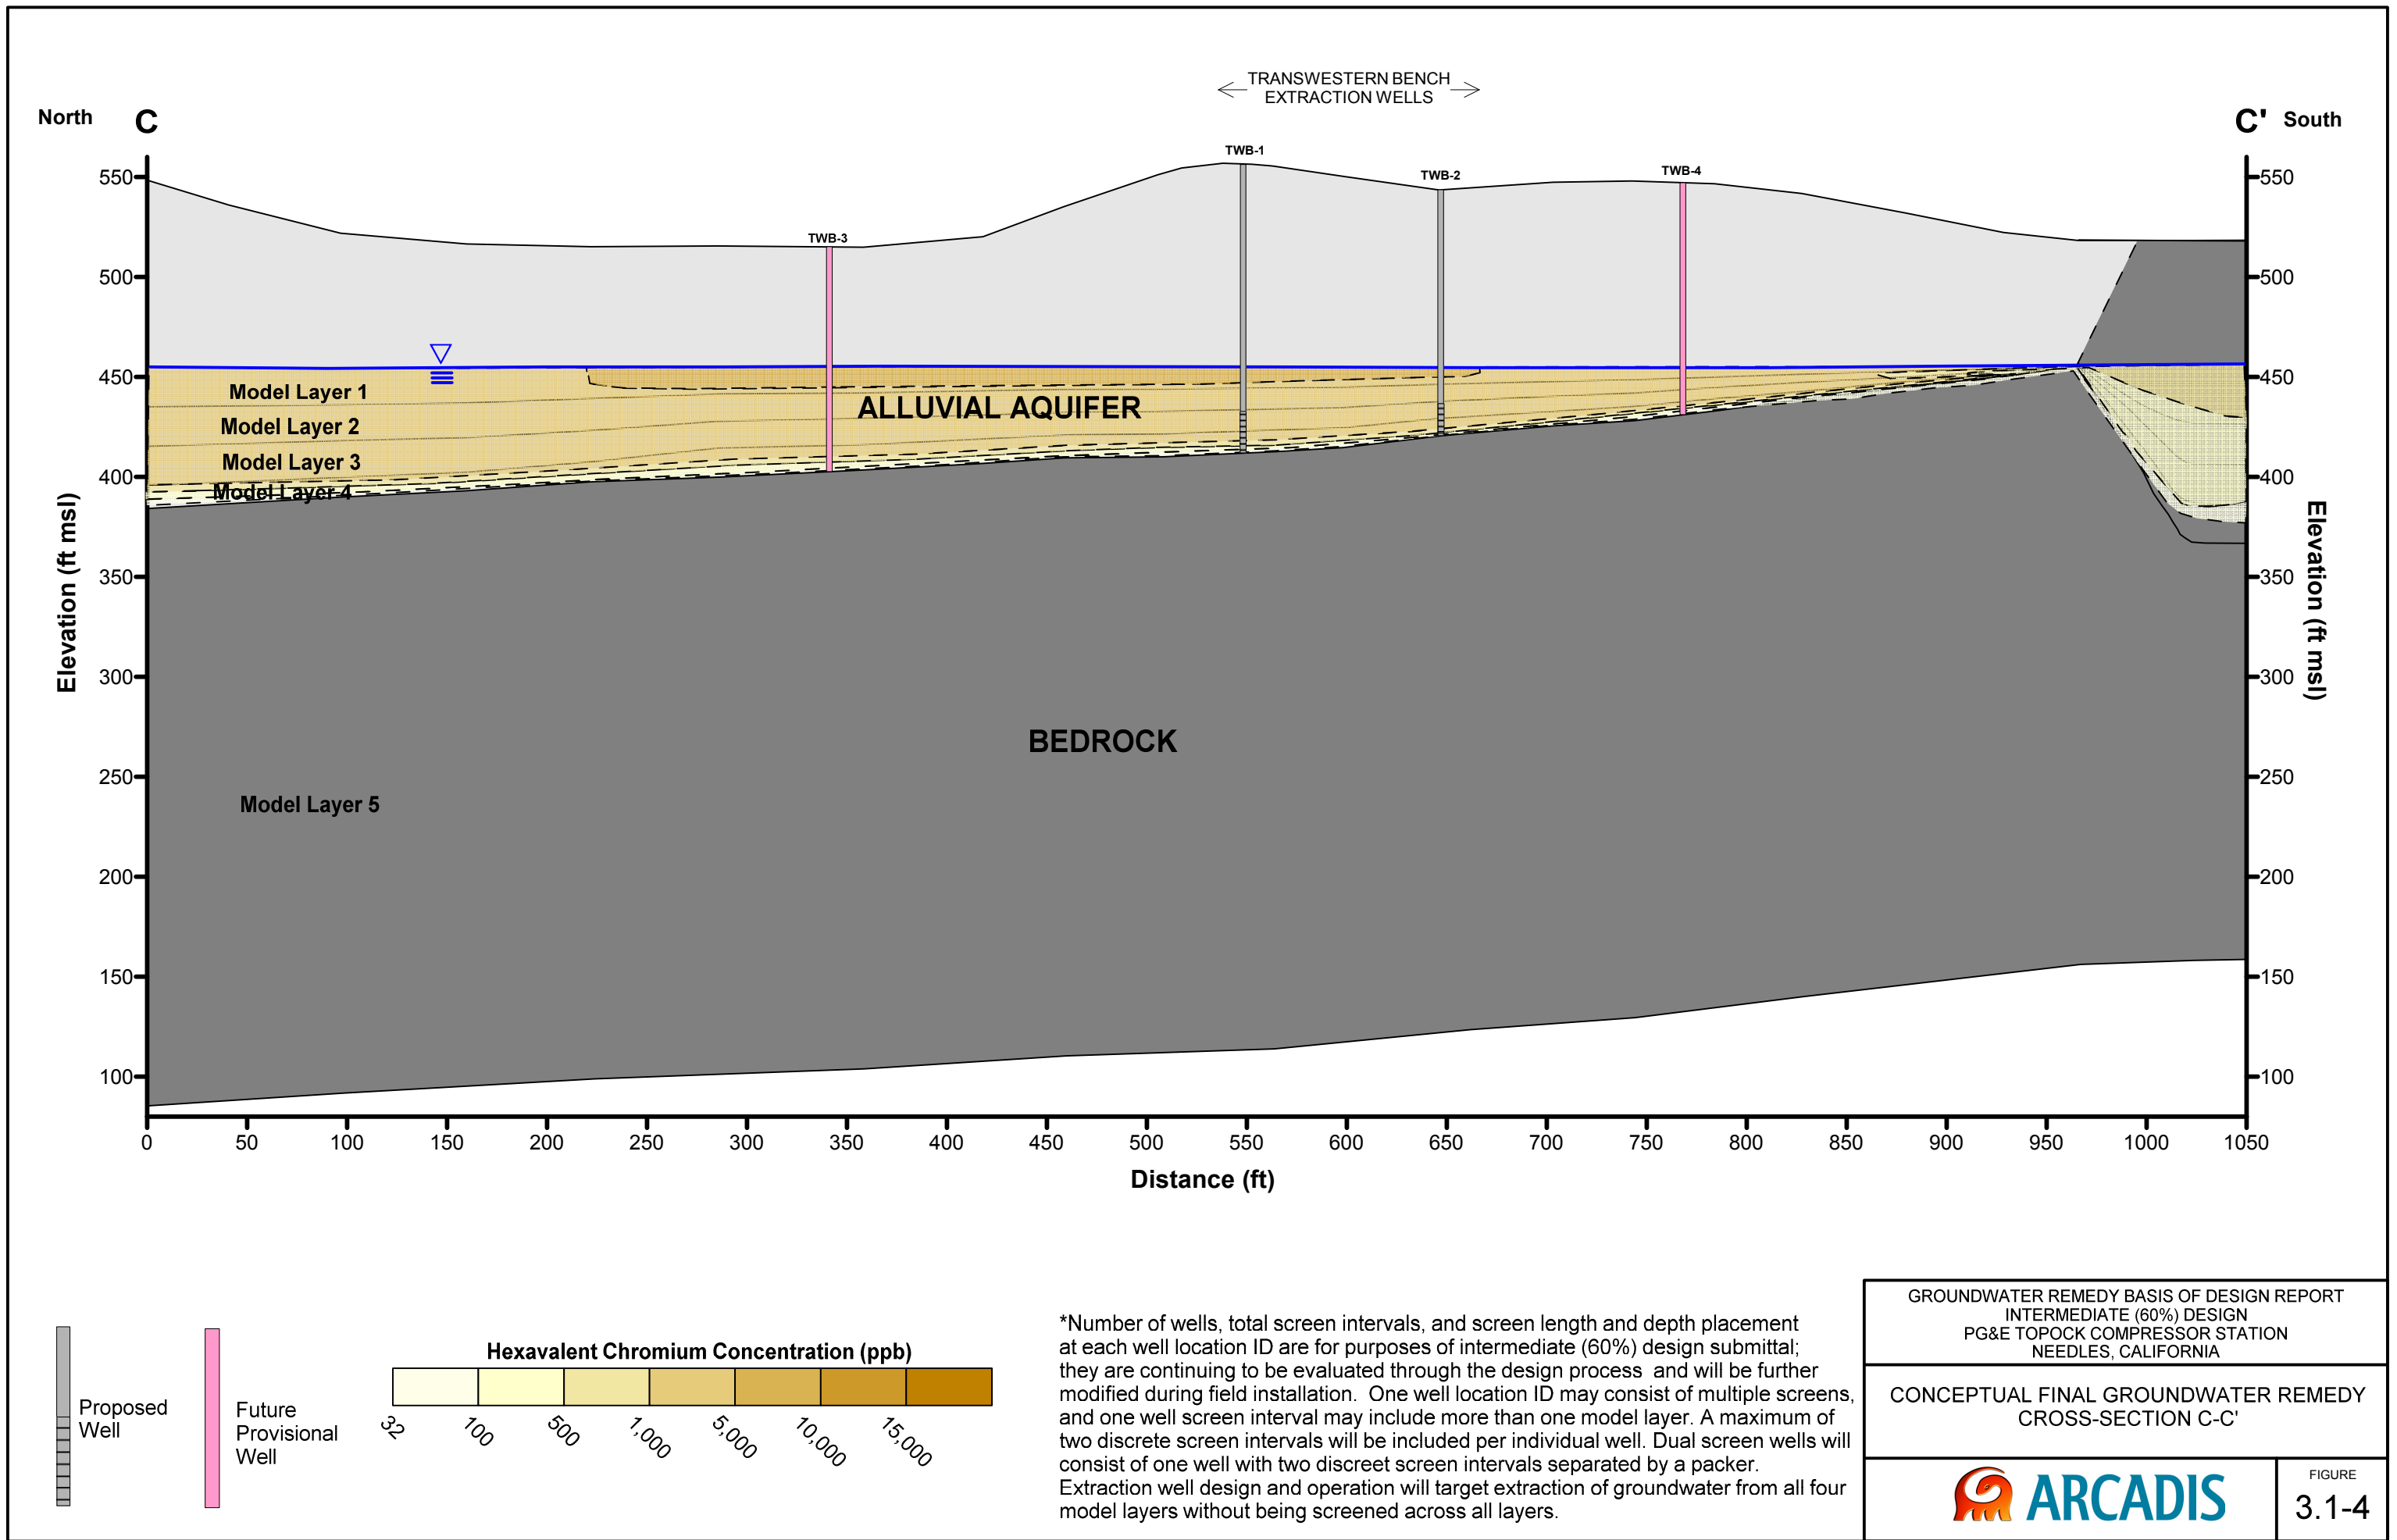 TRANSWESTERN BENCH
EXTRACTION WELLS
North C
C' South
TWB-1
TWB-2
TWB-4
TWB-3
550
500
450
400
350
300
250
200
150
100
Elevation (ft msl)
550
500
450
400
350
300
250
200
150
100
Elevation (ft msl)
Model Layer 1
ALLUVIAL AQUIFER
Model Layer 2
Model Layer 3
Model Layer 4
BEDROCK
Model Layer 5
0 50 100 150 200 250 300 350 400 450 500 550 600 650 700 750 800 850 900 950 1000 1050
Distance (ft)
Proposed
Well
Future
Provisional
Well
Hexavalent Chromium Concentration (ppb)
32 100 500 1,000 5,000 10,000 15,000
*Number of wells, total screen intervals, and screen length and depth placement
at each well location ID are for purposes of intermediate (60%) design submittal;
they are continuing to be evaluated through the design process and will be further
modified during field installation. One well location ID may consist of multiple screens,
and one well screen interval may include more than one model layer. A maximum of
two discrete screen intervals will be included per individual well. Dual screen wells will
consist of one well with two discreet screen intervals separated by a packer.
Extraction well design and operation will target extraction of groundwater from all four
model layers without being screened across all layers.
GROUNDWATER REMEDY BASIS OF DESIGN REPORT
INTERMEDIATE (60%) DESIGN
PG&E TOPOCK COMPRESSOR STATION
NEEDLES, CALIFORNIA
CONCEPTUAL FINAL GROUNDWATER REMEDY
CROSS-SECTION C-C'
ARCADIS
FIGURE
3.1-4